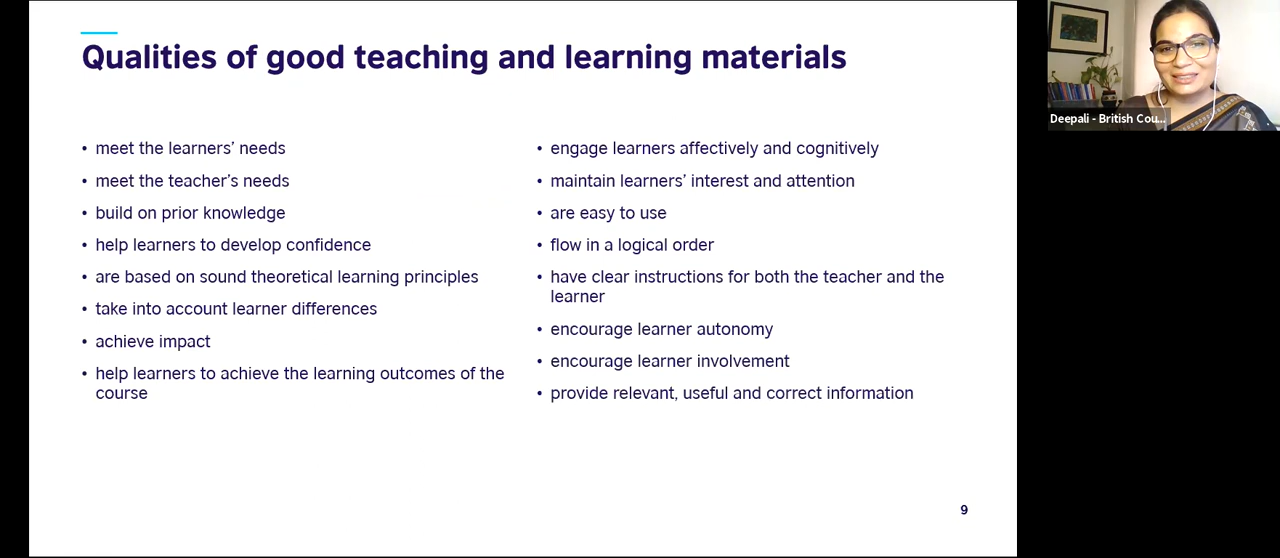 Qualities of good teaching and learning materials
• meet the learners’ needs
• meet the teacher’s needs
• build on prior knowledge
• help learners to develop confidence
• are based on sound theoretical learning principles
• take into account learner differences
• achieve impact
• help learners to achieve the learning outcomes of the
course
• engage learners affectively and cognitively
• maintain learners’ interest and attention
• are easy to use
• flow in a logical order
• have clear instructions for both the teacher and the
learner
• encourage learner autonomy
• encourage learner involvement
• provide relevant, useful and correct information
9
Deepali - British Cou...